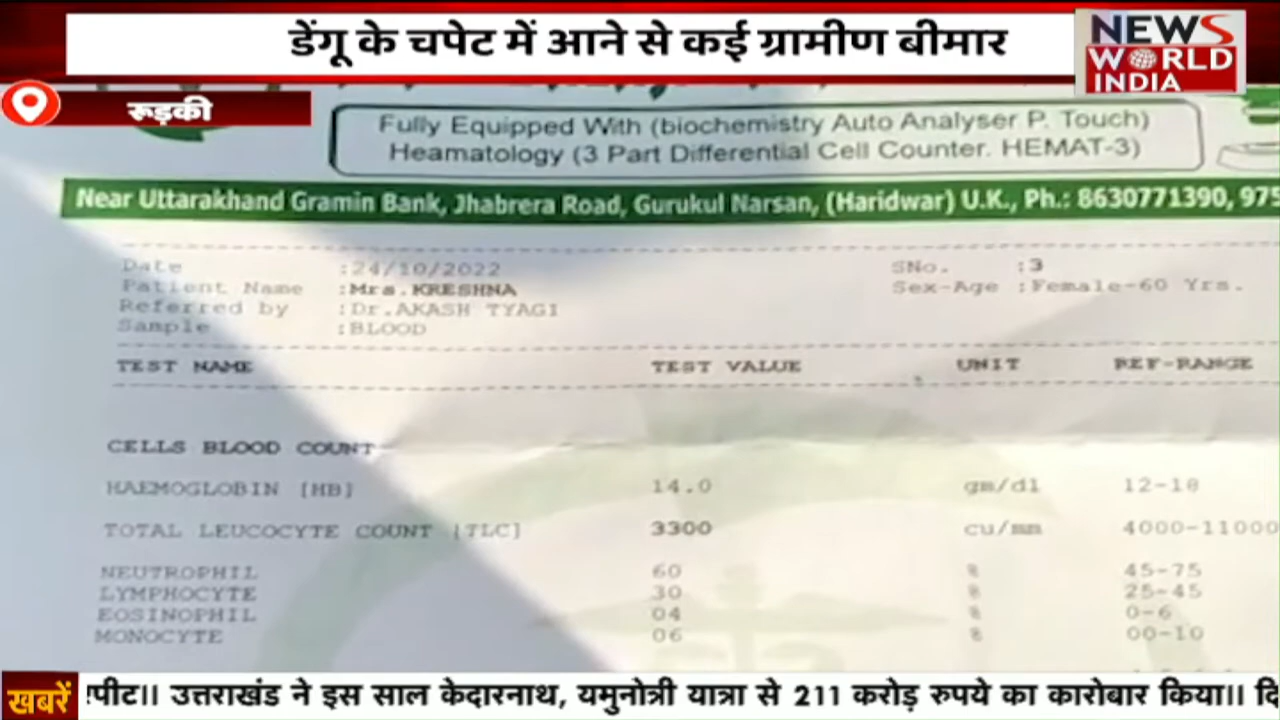 डेंगू के चपेट में आने से कई ग्रामीण बीमार
NEWS
WORLD
INDIA
रूड़की
Fully Equipped With (biochemistry Auto Analyser P. Touch)
Heamatology (3 Part Differential Cell Counter. HEMAT-3)
Near Uttarakhand Gramin Bank, Jhabrera Road, Gurukul Narsan, (Haridwar) U.K., Ph.: 8630771390, 975
Date :24/10/2022 SNo. :3
Patient Name :Mrs.KRESHNA Sex-Age :Female-60 Yrs.
Referred by :Dr.AKASH TYAGI
Sample :BLOOD
TEST NAME TEST VALUE UNIT REF-RANGE
CELLS BLOOD COUNT
HAEMOGLOBIN [HB] 14.0 gm/dl 12-18
TOTAL LEUCOCYTE COUNT [TLC] 3300 cu/mm 4000-11000
NEUTROPHIL 60 % 45-75
LYMPHOCYTE 30 % 25-45
EOSINOPHIL 04 % 0-6
MONOCYTE 06 % 00-10
खबरें
रपीट।। उत्तराखंड ने इस साल केदारनाथ, यमुनोत्री यात्रा से 211 करोड़ रुपये का कारोबार किया।। दि